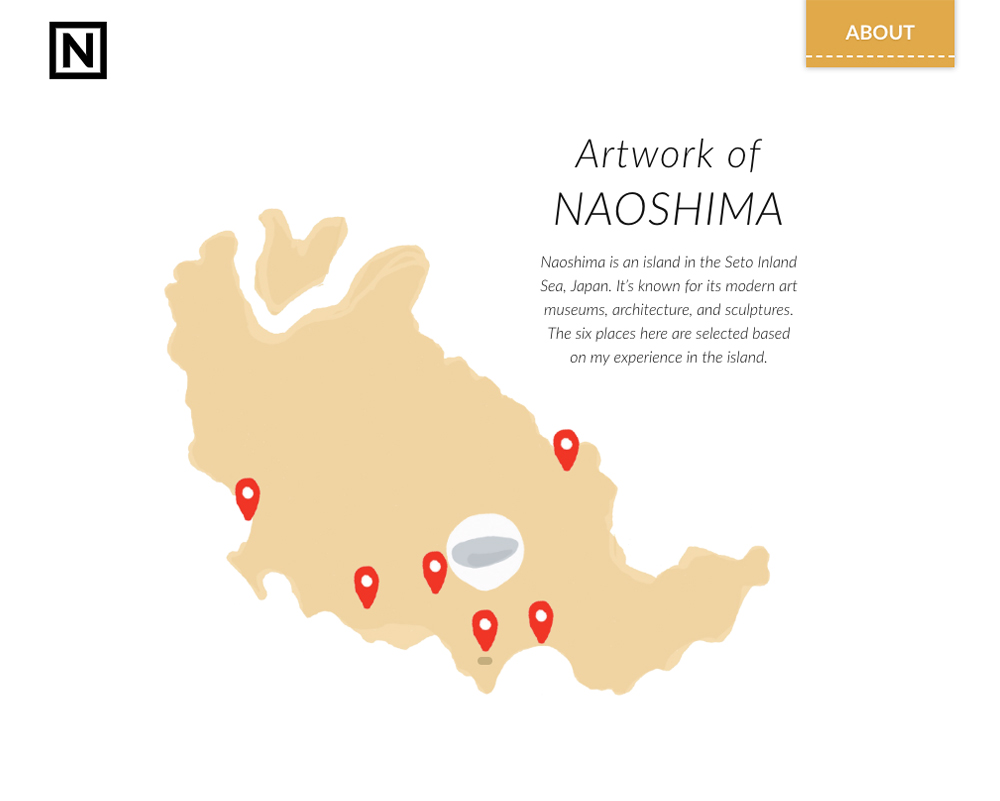 N
ABOUT
Artwork of
NAOSHIMA
Naoshima is an island in the Seto Inland
Sea, Japan. It's known for its modern art
museums, architecture, and sculptures.
The six places here are selected based
on my experience in the island.